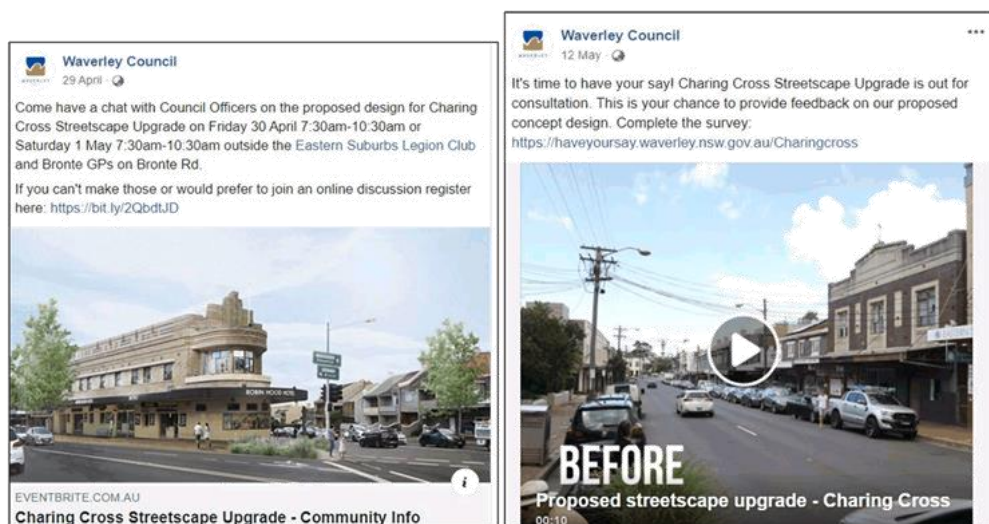 Waverley Council
29 April ·
Come have a chat with Council Officers on the proposed design for Charing
Cross Streetscape Upgrade on Friday 30 April 7:30am-10:30am or
Saturday 1 May 7:30am-10:30am outside the Eastern Suburbs Legion Club
and Bronte GPs on Bronte Rd.
If you can't make those or would prefer to join an online discussion register
here: https://bit.ly/2QbdtJD
ROBIN HOOD HOTEL
EVENTBRITE.COM.AU
Charing Cross Streetscape Upgrade - Community Info
Waverley Council
12 May ·
It's time to have your say! Charing Cross Streetscape Upgrade is out for
consultation. This is your chance to provide feedback on our proposed
concept design. Complete the survey:
https://haveyoursay.waverley.nsw.gov.au/Charingcross
BEFORE
Proposed streetscape upgrade - Charing Cross
00:10